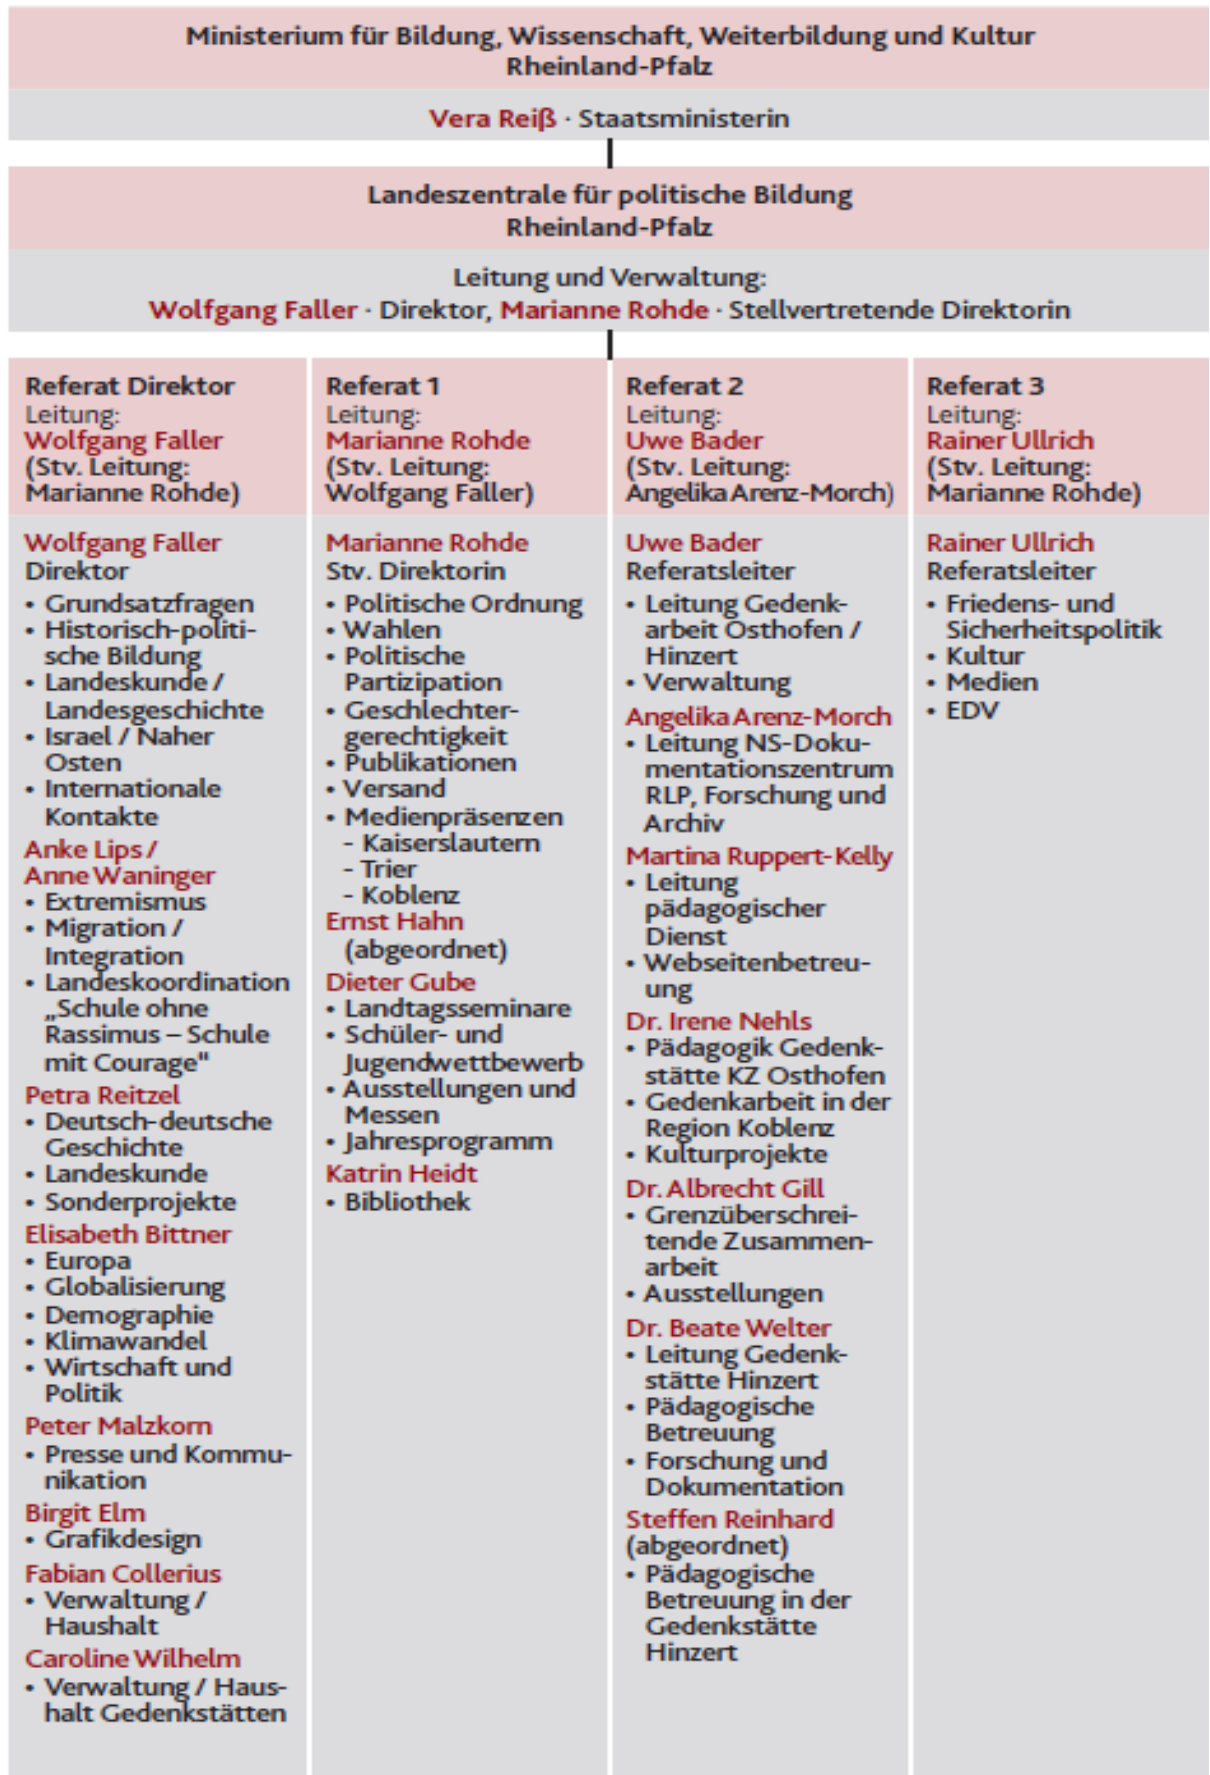 Ministerium für Bildung, Wissenschaft, Weiterbildung und Kultur
Rheinland-Pfalz
Vera Reiß · Staatsministerin
Landeszentrale für politische Bildung
Rheinland-Pfalz
Leitung und Verwaltung:
Wolfgang Faller · Direktor, Marianne Rohde · Stellvertretende Direktorin
Referat Direktor
Leitung:
Wolfgang Faller
(Stv. Leitung:
Marianne Rohde)
Wolfgang Faller
Direktor
• Grundsatzfragen
• Historisch-politi-
sche Bildung
• Landeskunde /
Landesgeschichte
• Israel / Naher
Osten
• Internationale
Kontakte
Anke Lips /
Anne Waninger
• Extremismus
• Migration /
Integration
• Landeskoordination
„Schule ohne
Rassimus – Schule
mit Courage"
Petra Reitzel
• Deutsch-deutsche
Geschichte
• Landeskunde
• Sonderprojekte
Elisabeth Bittner
• Europa
• Globalisierung
• Demographie
• Klimawandel
• Wirtschaft und
Politik
Peter Malzkorn
• Presse und Kommu-
nikation
Birgit Elm
• Grafikdesign
Fabian Collerius
• Verwaltung /
Haushalt
Caroline Wilhelm
• Verwaltung / Haus-
halt Gedenkstätten
Referat 1
Leitung:
Marianne Rohde
(Stv. Leitung:
Wolfgang Faller)
Marianne Rohde
Stv. Direktorin
• Politische Ordnung
• Wahlen
• Politische
Partizipation
• Geschlechter-
gerechtigkeit
• Publikationen
• Versand
• Medienpräsenzen
- Kaiserslautern
- Trier
- Koblenz
Ernst Hahn
(abgeordnet)
Dieter Gube
• Landtagsseminare
• Schüler- und
Jugendwettbewerb
• Ausstellungen und
Messen
• Jahresprogramm
Katrin Heidt
• Bibliothek
Referat 2
Leitung:
Uwe Bader
(Stv. Leitung:
Angelika Arenz-Morch)
Uwe Bader
Referatsleiter
• Leitung Gedenk-
arbeit Osthofen /
Hinzert
• Verwaltung
Angelika Arenz-Morch
• Leitung NS-Doku-
mentationszentrum
RLP, Forschung und
Archiv
Martina Ruppert-Kelly
• Leitung
pädagogischer
Dienst
• Webseitenbetreu-
ung
Dr. Irene Nehls
• Pädagogik Gedenk-
stätte KZ Osthofen
• Gedenkarbeit in der
Region Koblenz
• Kulturprojekte
Dr. Albrecht Gill
• Grenzüberschrei-
tende Zusammen-
arbeit
• Ausstellungen
Dr. Beate Welter
• Leitung Gedenk-
stätte Hinzert
• Pädagogische
Betreuung
• Forschung und
Dokumentation
Steffen Reinhard
(abgeordnet)
• Pädagogische
Betreuung in der
Gedenkstätte
Hinzert
Referat 3
Leitung:
Rainer Ullrich
(Stv. Leitung:
Marianne Rohde)
Rainer Ullrich
Referatsleiter
• Friedens- und
Sicherheitspolitik
• Kultur
• Medien
• EDV